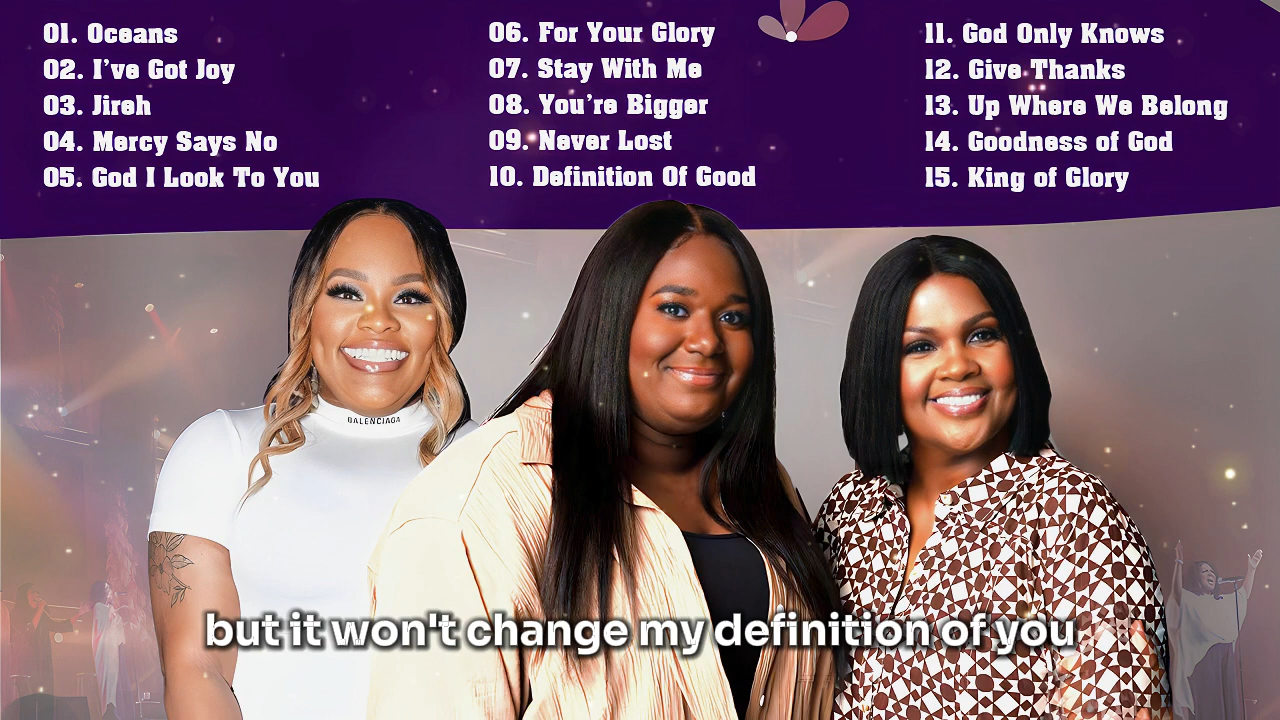 01. Oceans
02. I've Got Joy
03. Jireh
04. Mercy Says No
05. God I Look To You
06. For Your Glory
07. Stay With Me
08. You're Bigger
09. Never Lost
10. Definition Of Good
11. God Only Knows
12. Give Thanks
13. Up Where We Belong
14. Goodness of God
15. King of Glory
BALENCIAGA
but it won't change my definition of you